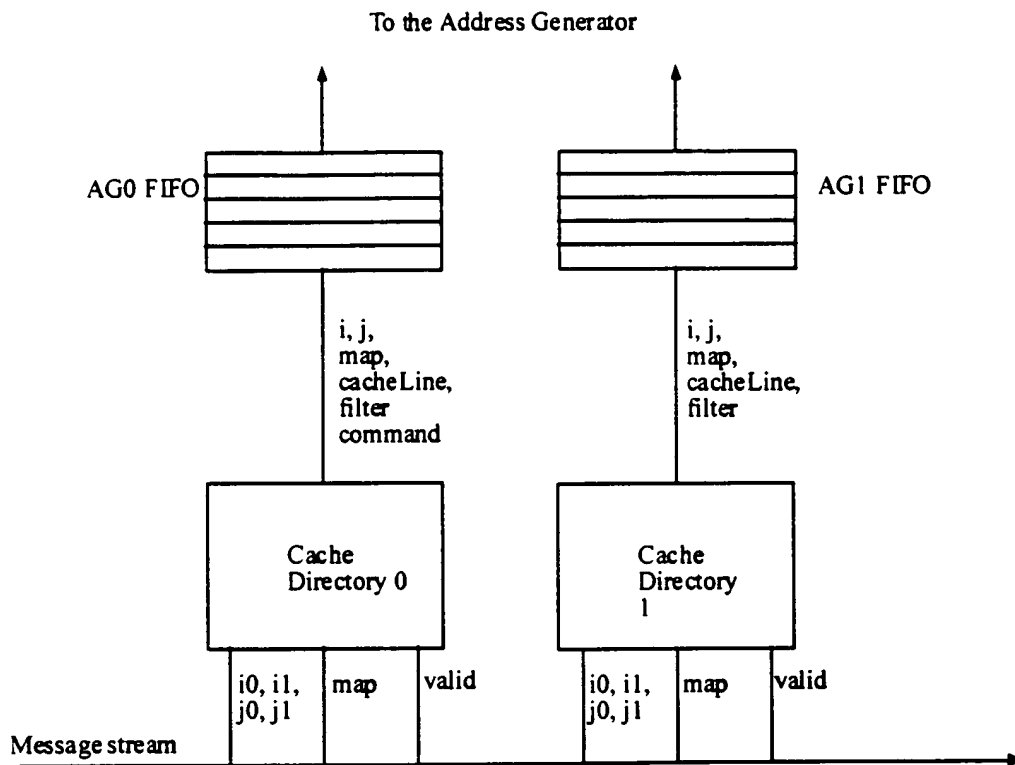 To the Address Generator
AG0 FIFO
AG1 FIFO
i, j,
map,
cacheLine,
filter
command
i, j,
map,
cacheLine,
filter
Cache
Directory 0
Cache
Directory
1
i0, i1,
j0, j1
map
valid
i0, i1,
j0, j1
map
valid
Message stream